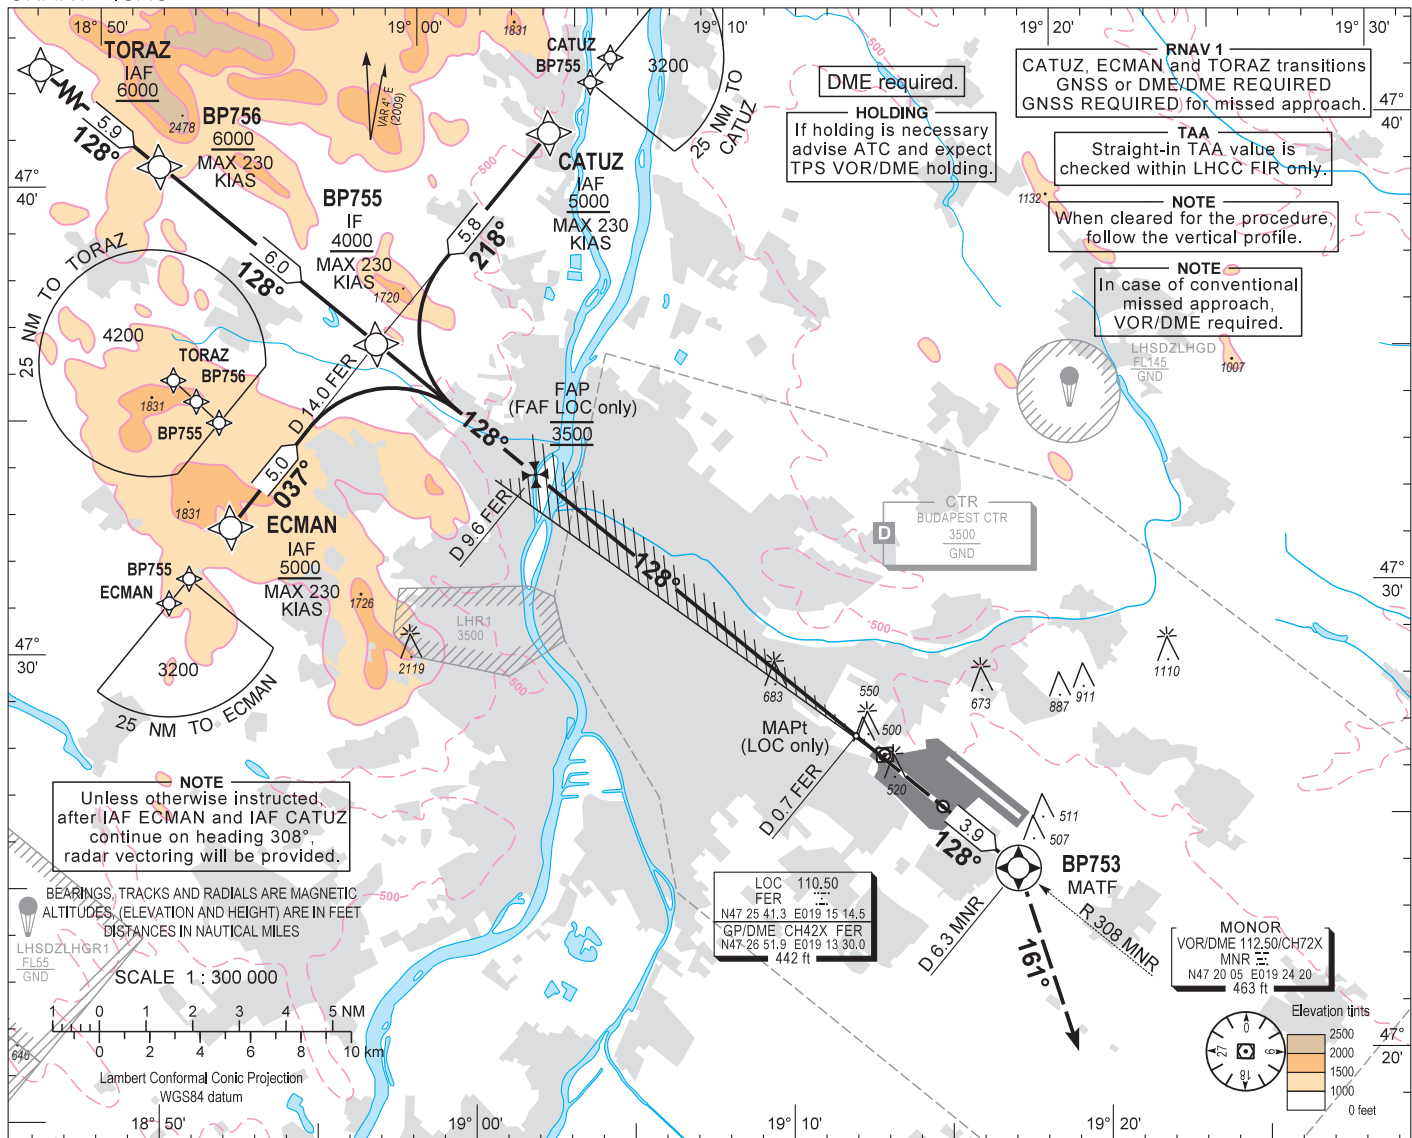 18° 50'
19° 00'
19° 10'
19° 20'
19° 30'
TORAZ
IAF
6000
5.9
128°
2478
BP756
6000
MAX 230
KIAS
VAR 4° E
(2009)
1831
CATUZ
BP755
3200
25 NM TO
CATUZ
500
DME required.
HOLDING
If holding is necessary
advise ATC and expect
TPS VOR/DME holding.
RNAV 1
CATUZ, ECMAN and TORAZ transitions
GNSS or DME/DME REQUIRED
GNSS REQUIRED for missed approach.
TAA
Straight-in TAA value is
checked within LHCC FIR only.
NOTE
When cleared for the procedure,
follow the vertical profile.
NOTE
In case of conventional
missed approach,
VOR/DME required.
1132
47°
40'
47°
40'
BP755
IF
4000
MAX 230
KIAS
1720
6.0
128°
CATUZ
IAF
5000
MAX 230
KIAS
500
5.8
218°
LHSDZLHGD
FL145
GND
1007
25 NM TO TORAZ
4200
TORAZ
BP756
BP755
1831
D 14.0 FER
5.0
037°
ECMAN
IAF
5000
MAX 230
KIAS
1831
128°
FAP
(FAF LOC only)
3500
D 9.6 FER
128°
D
CTR
BUDAPEST CTR
3500
GND
BP755
ECMAN
3200
25 NM TO ECMAN
1726
2119
LHR1
3500
500
500
47°
30'
47°
30'
683
550
500
520
673
887
911
1110
MAPt
(LOC only)
D 0.7 FER
3.9
128°
511
507
BP753
MATF
D 6.3 MNR
R 308 MNR
161°
NOTE
Unless otherwise instructed,
after IAF ECMAN and IAF CATUZ
continue on heading 308°,
radar vectoring will be provided.
500
BEARINGS, TRACKS AND RADIALS ARE MAGNETIC
ALTITUDES, (ELEVATION AND HEIGHT) ARE IN FEET
DISTANCES IN NAUTICAL MILES
LHSDZLHGR1
FL55
GND
646
SCALE 1 : 300 000
1 0 1 2 3 4 5 NM
0 2 4 6 8 10 km
Lambert Conformal Conic Projection
WGS84 datum
LOC 110.50
FER
N47 25 41.3 E019 15 14.5
GP/DME CH42X FER
N47 26 51.9 E019 13 30.0
442 ft
MONOR
VOR/DME 112.50/CH72X
MNR
N47 20 05 E019 24 20
463 ft
0
9
18
27
Elevation tints
2500
2000
1500
1000
0 feet
47°
20'
18° 50'
19° 00'
19° 10'
19° 20'